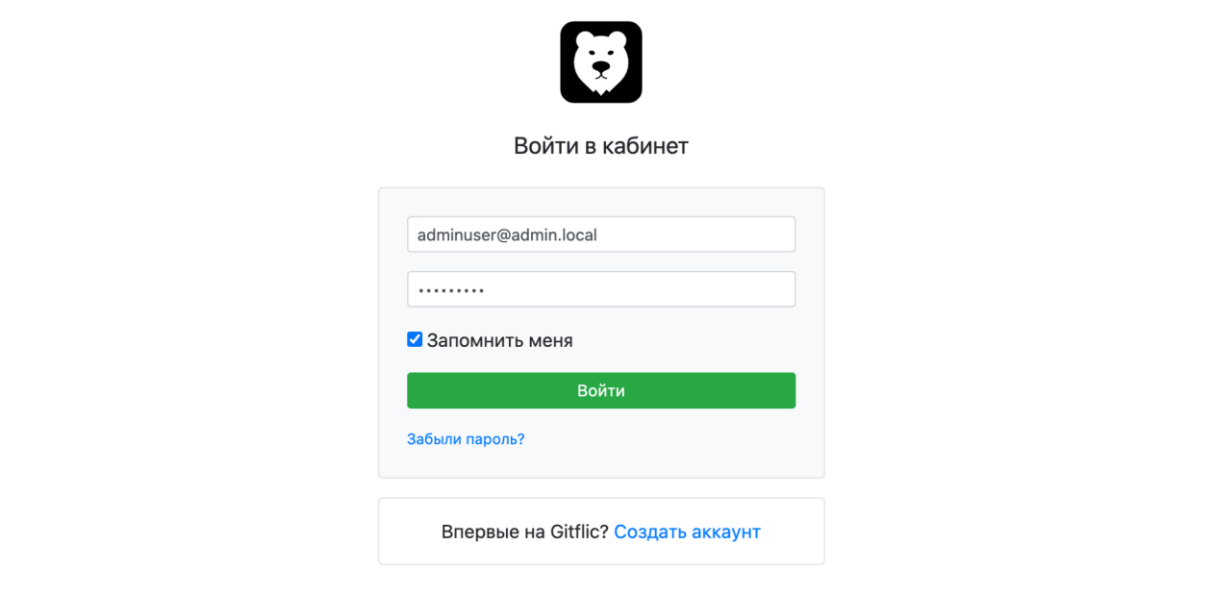 Войти в кабинет
adminuser@admin.local
•••••••••
Запомнить меня
Войти
Забыли пароль?
Впервые на Gitflic? Создать аккаунт